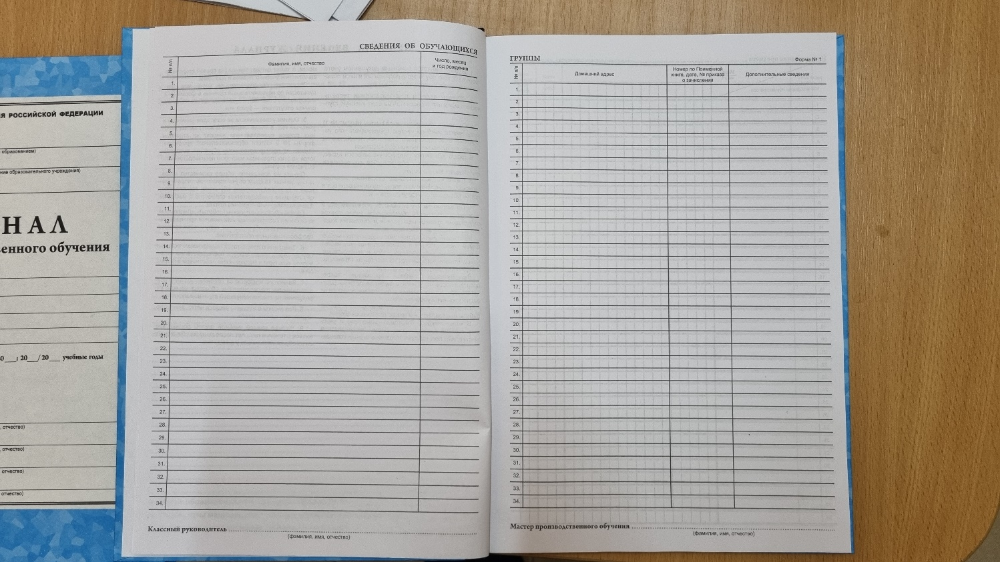 Я РОССИЙСКОЙ ФЕДЕРАЦИИ
образованием)
ние образовательного учреждения)
НАЛ
енного обучения
0___; 20___/20___ учебные годы
, отчество)
, отчество)
, отчество)
отчество)
СВЕДЕНИЯ ОБ ОБУЧАЮЩИХСЯ
№ п/п
Фамилия, имя, отчество
Число, месяц
и год рождения
1.
2.
3.
4.
5.
6.
7.
8.
9.
10.
11.
12.
13.
14.
15.
16.
17.
18.
19.
20.
21.
22.
23.
24.
25.
26.
27.
28.
29.
30.
31.
32.
33.
34.
Классный руководитель
(фамилия, имя, отчество)
ГРУППЫ
Форма № 1
№ п/п
Домашний адрес
Номер по Поименной
книге, дата, № приказа
о зачислении
Дополнительные сведения
1.
2.
3.
4.
5.
6.
7.
8.
9.
10.
11.
12.
13.
14.
15.
16.
17.
18.
19.
20.
21.
22.
23.
24.
25.
26.
27.
28.
29.
30.
31.
32.
33.
34.
Мастер производственного обучения
(фамилия, имя, отчество)